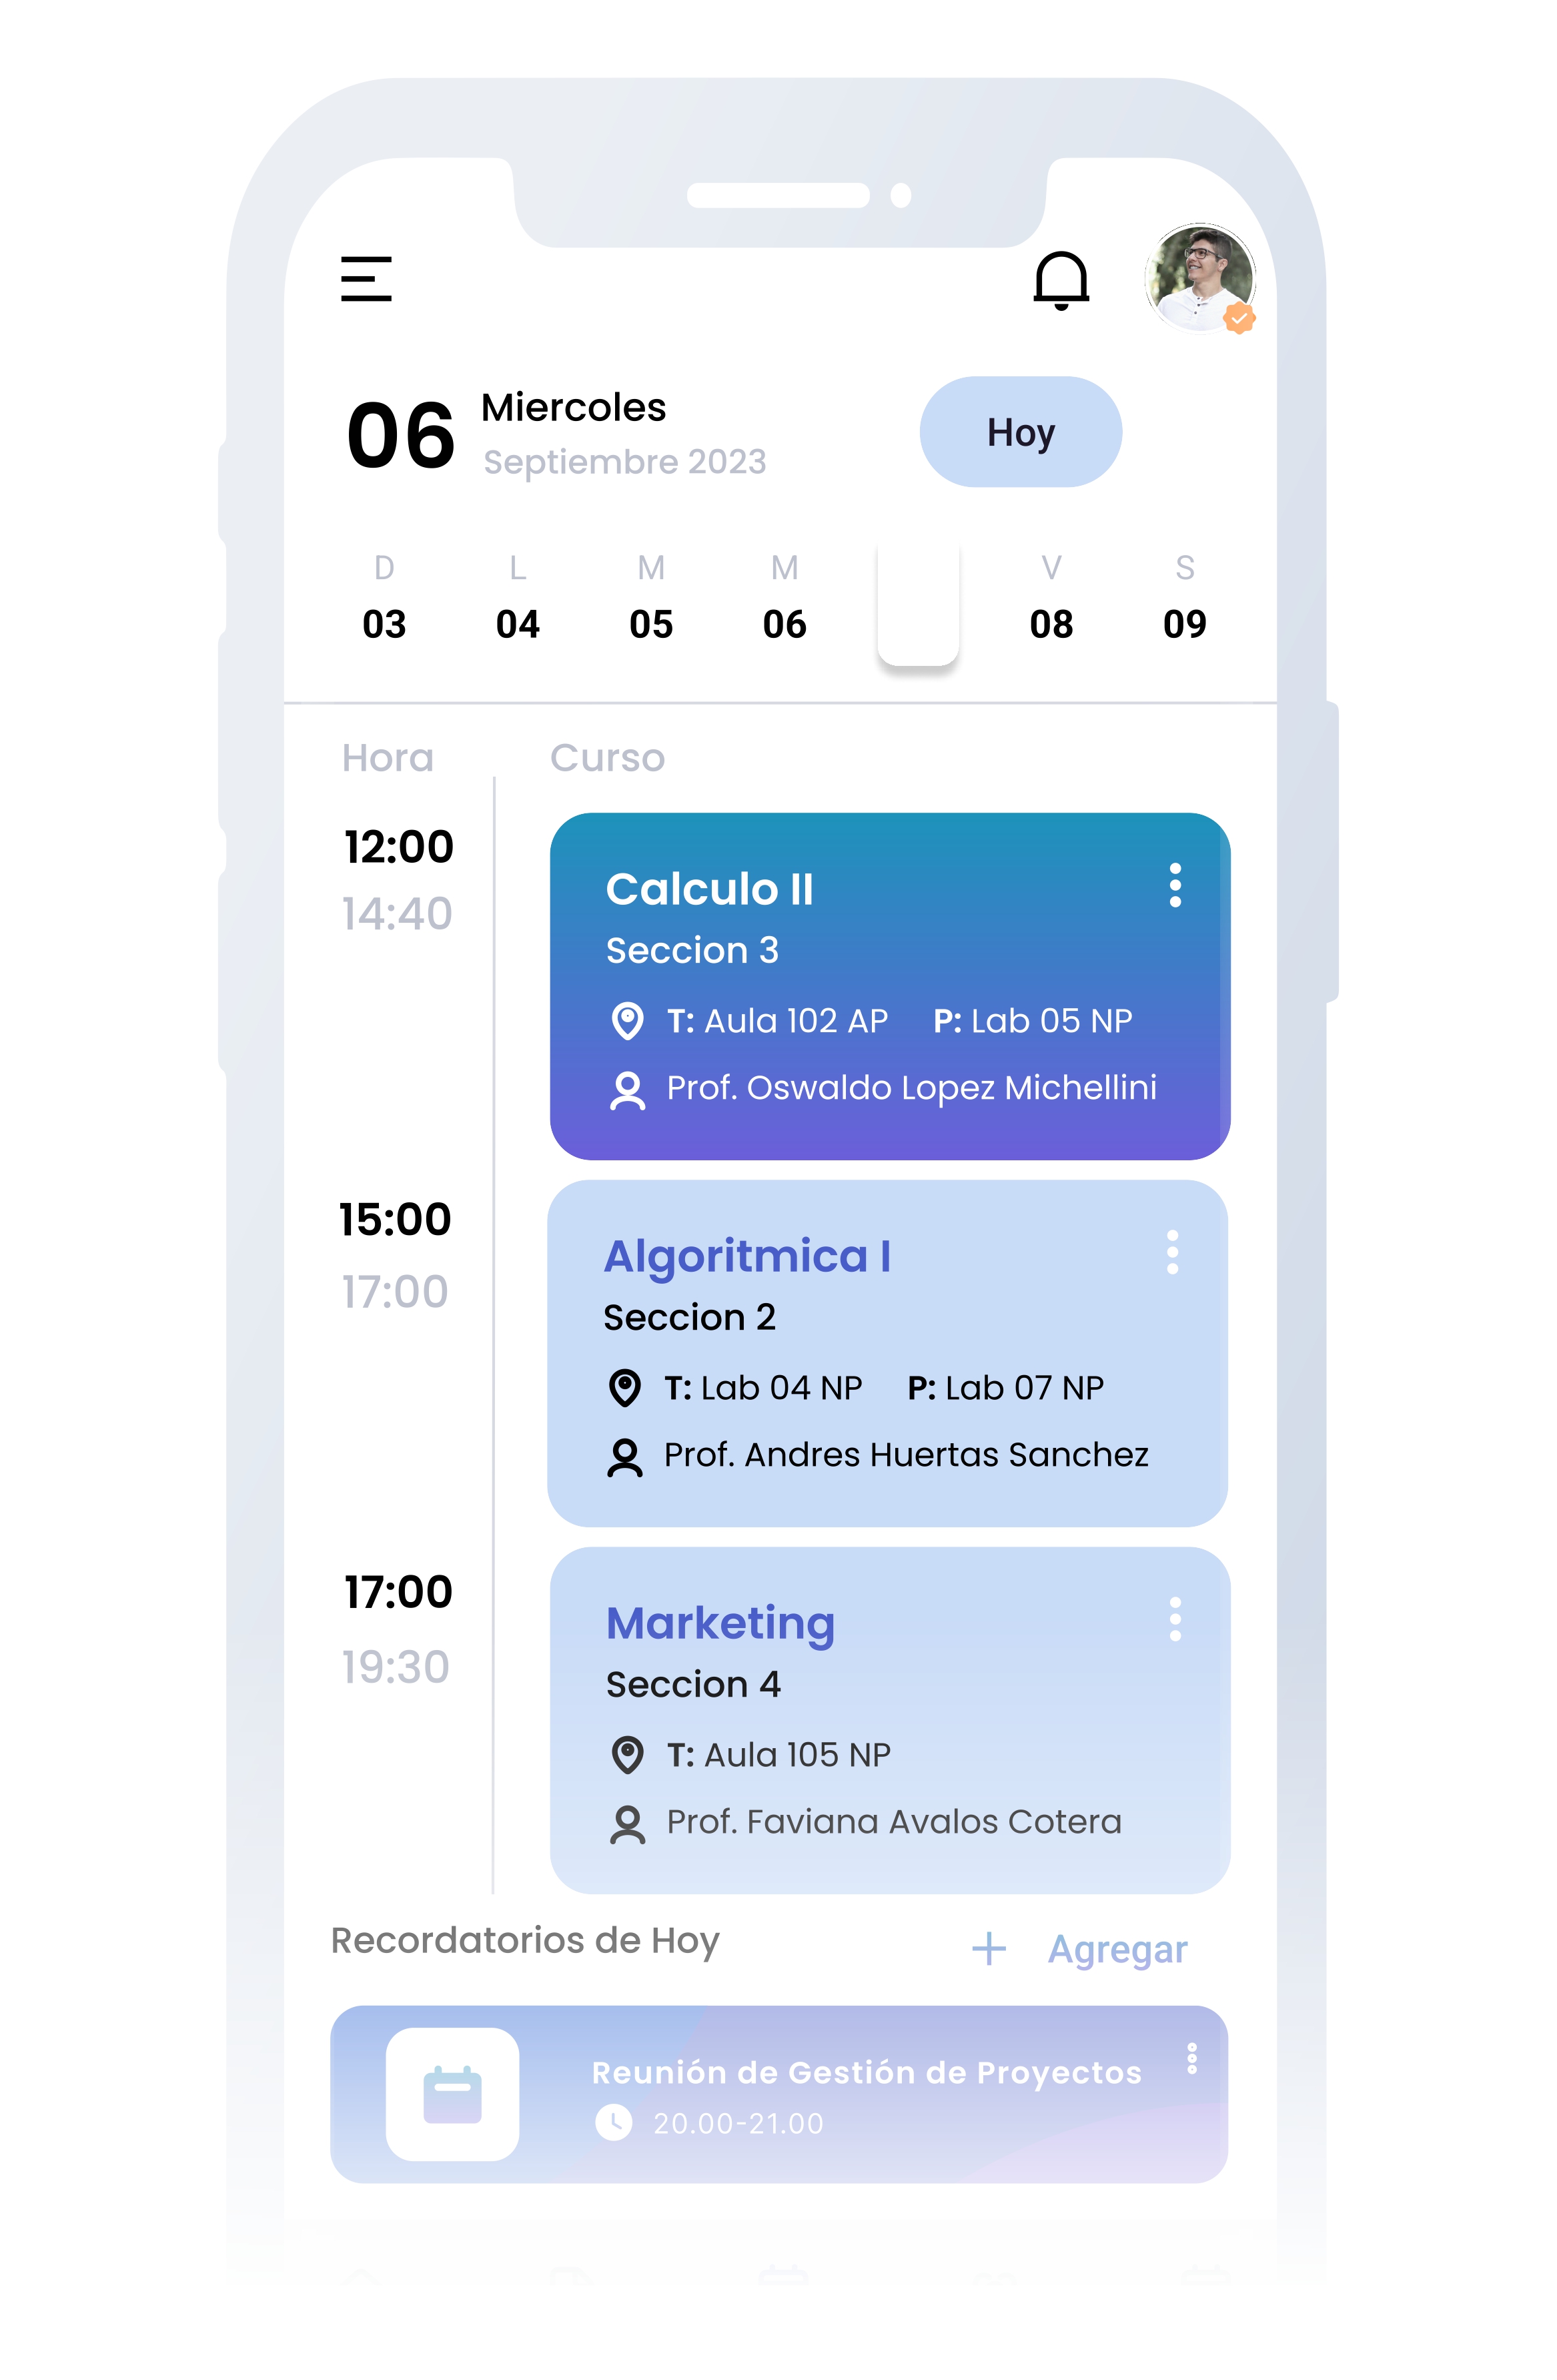 06 Miercoles
Septiembre 2023
Hoy
D L M M V S
03 04 05 06 08 09
Hora Curso
12:00
14:40
Calculo II
Seccion 3
T: Aula 102 AP P: Lab 05 NP
Prof. Oswaldo Lopez Michellini
15:00
17:00
Algoritmica I
Seccion 2
T: Lab 04 NP P: Lab 07 NP
Prof. Andres Huertas Sanchez
17:00
19:30
Marketing
Seccion 4
T: Aula 105 NP
Prof. Faviana Avalos Cotera
Recordatorios de Hoy + Agregar
Reunión de Gestión de Proyectos
20.00-21.00